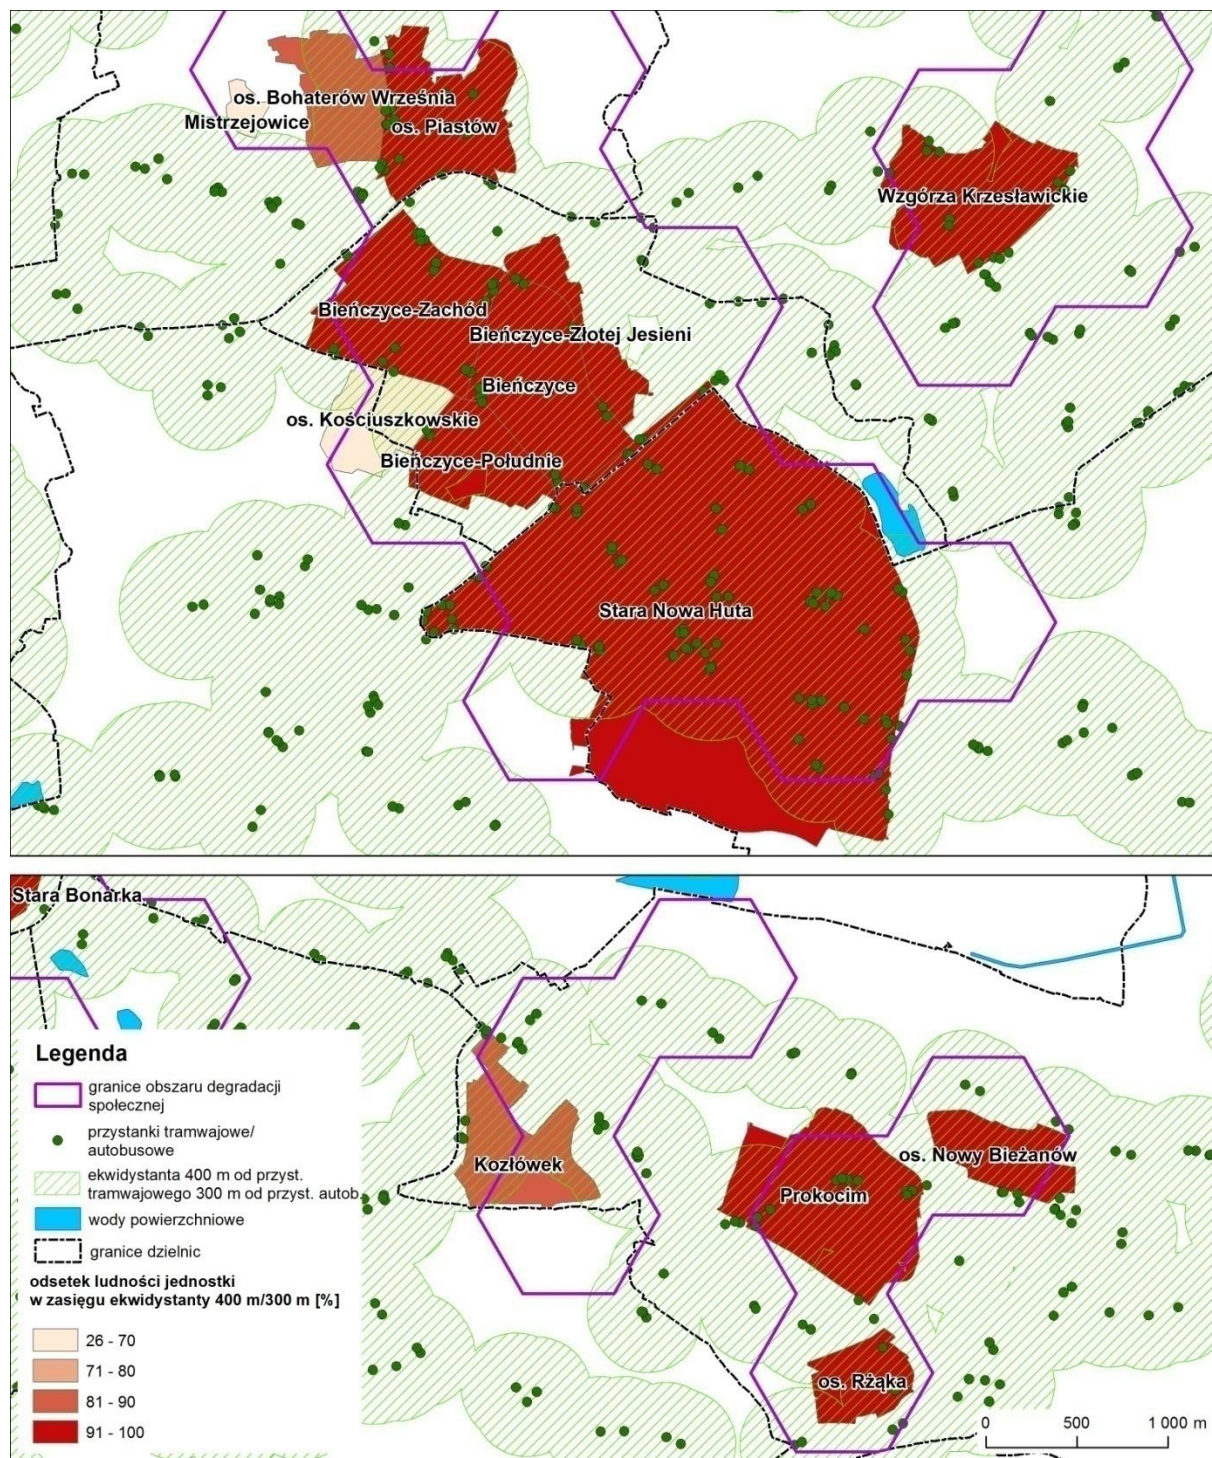 os. Bohaterów Września
Mistrzejowice
os. Piastów
Wzgórza Krzesławickie
Bieńczyce-Zachód
Bieńczyce-Złotej Jesieni
Bieńczyce
os. Kościuszkowskie
Bieńczyce-Południe
Stara Nowa Huta
Stara Bonarka
Kozłówek
os. Nowy Bieżanów
Prokocim
os. Rżąka
Legenda
granice obszaru degradacji
społecznej
przystanki tramwajowe/
autobusowe
ekwidystanta 400 m od przyst.
tramwajowego 300 m od przyst. autob.
wody powierzchniowe
granice dzielnic
odsetek ludności jednostki
w zasięgu ekwidystanty 400 m/300 m [%]
26 - 70
71 - 80
81 - 90
91 - 100
0 500 1 000 m